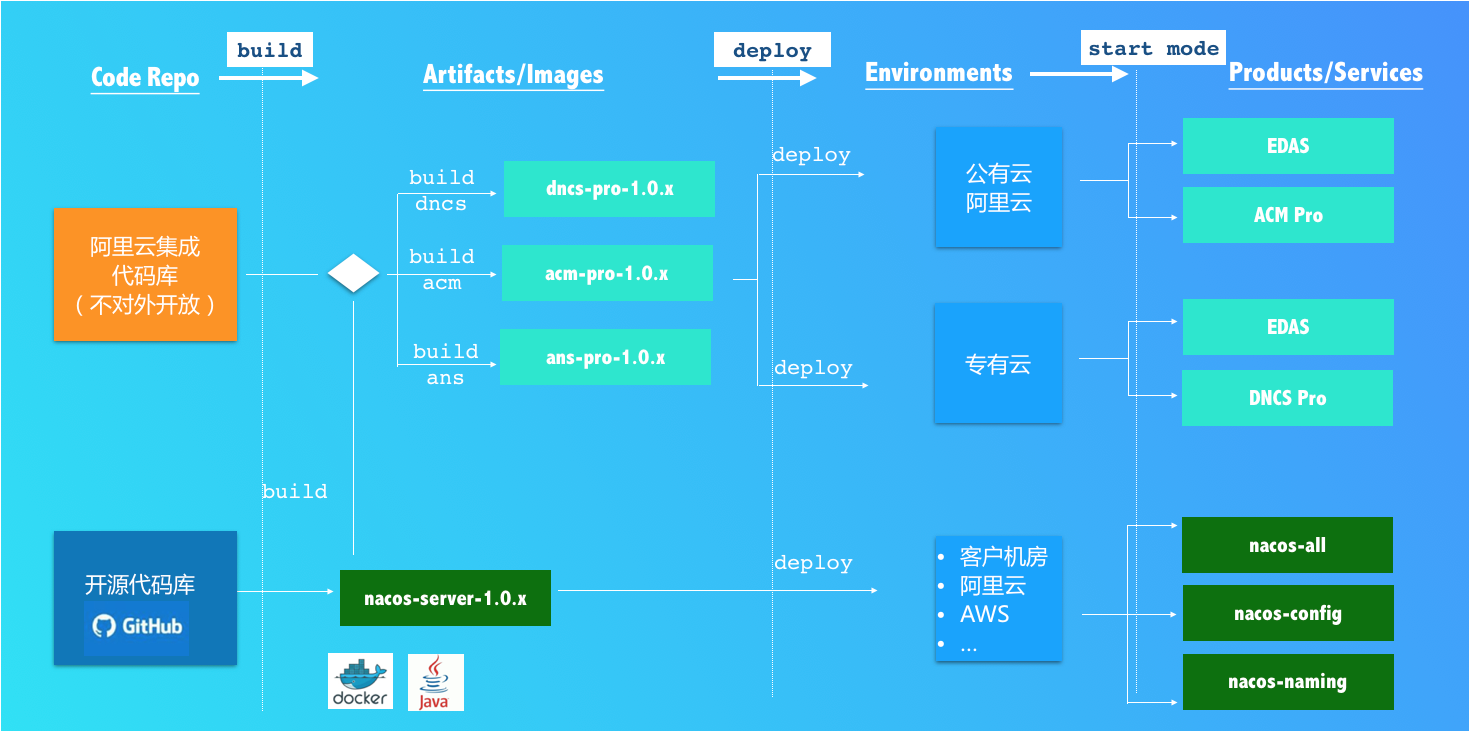 build
deploy
start mode
Code Repo
Artifacts/Images
Environments
Products/Services
阿里云集成
代码库
（不对外开放）
build
dncs
build
acm
build
ans
dncs-pro-1.0.x
acm-pro-1.0.x
ans-pro-1.0.x
deploy
deploy
公有云
阿里云
专有云
EDAS
ACM Pro
EDAS
DNCS Pro
build
开源代码库
GitHub
nacos-server-1.0.x
docker
Java
deploy
• 客户机房
• 阿里云
• AWS
• ...
nacos-all
nacos-config
nacos-naming